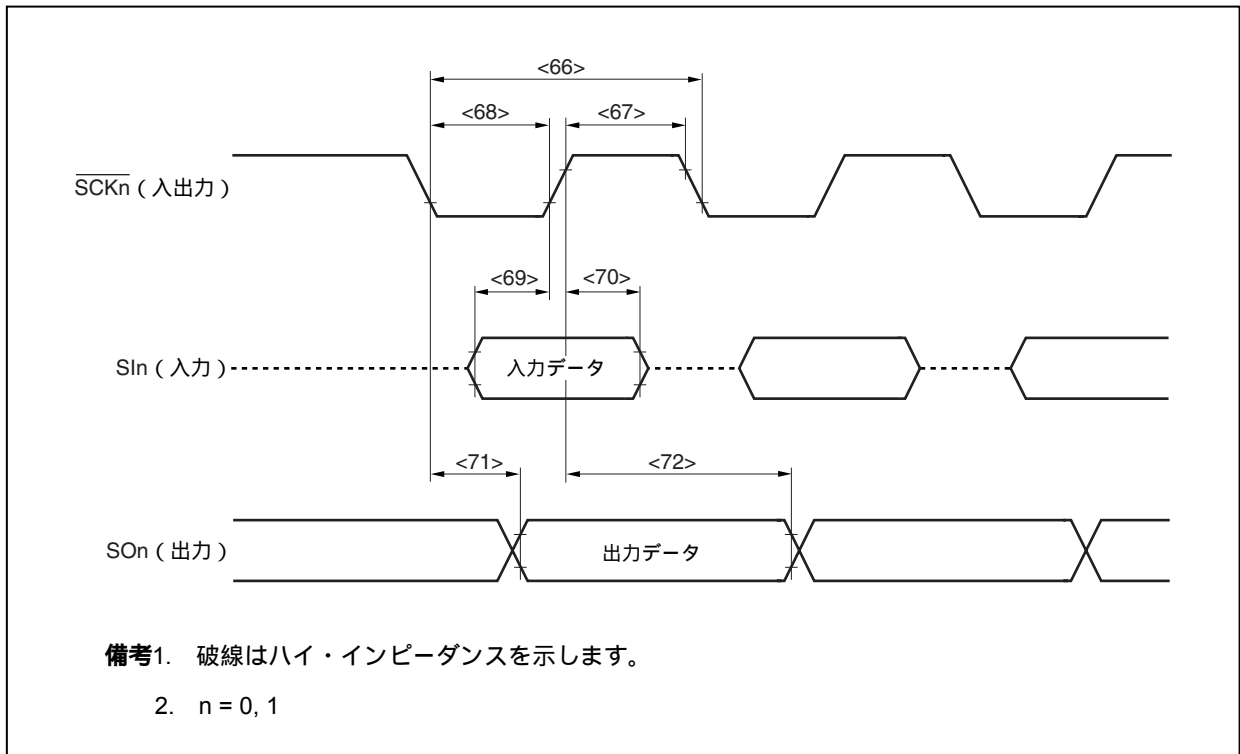 <66>
<68>
<67>
SCKn（入出力）
<69>
<70>
SIn（入力）
入力データ
<71>
<72>
SOn（出力）
出力データ
備考1. 破線はハイ・インピーダンスを示します。
2. n = 0, 1